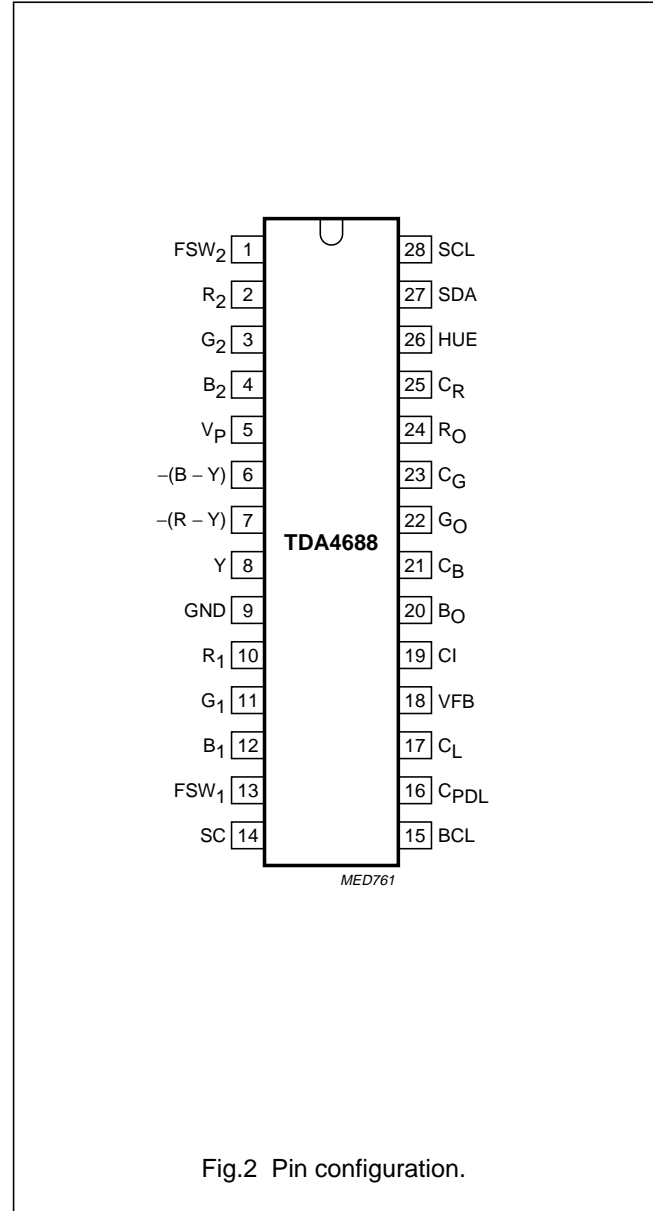 FSW2 1 28 SCL
R2 2 27 SDA
G2 3 26 HUE
B2 4 25 CR
VP 5 24 RO
−(B − Y) 6 23 CG
−(R − Y) 7 22 GO
TDA4688
Y 8 21 CB
GND 9 20 BO
R1 10 19 CI
G1 11 18 VFB
B1 12 17 CL
FSW1 13 16 CPDL
SC 14 15 BCL
MED761
Fig.2 Pin configuration.